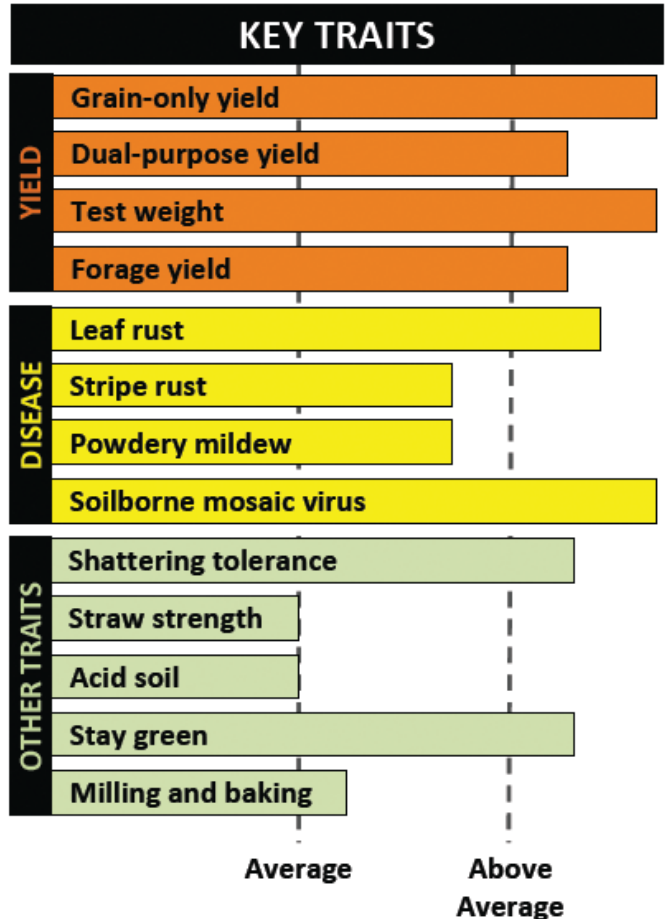 KEY TRAITS
YIELD
Grain-only yield
Dual-purpose yield
Test weight
Forage yield
DISEASE
Leaf rust
Stripe rust
Powdery mildew
Soilborne mosaic virus
OTHER TRAITS
Shattering tolerance
Straw strength
Acid soil
Stay green
Milling and baking
Average
Above
Average